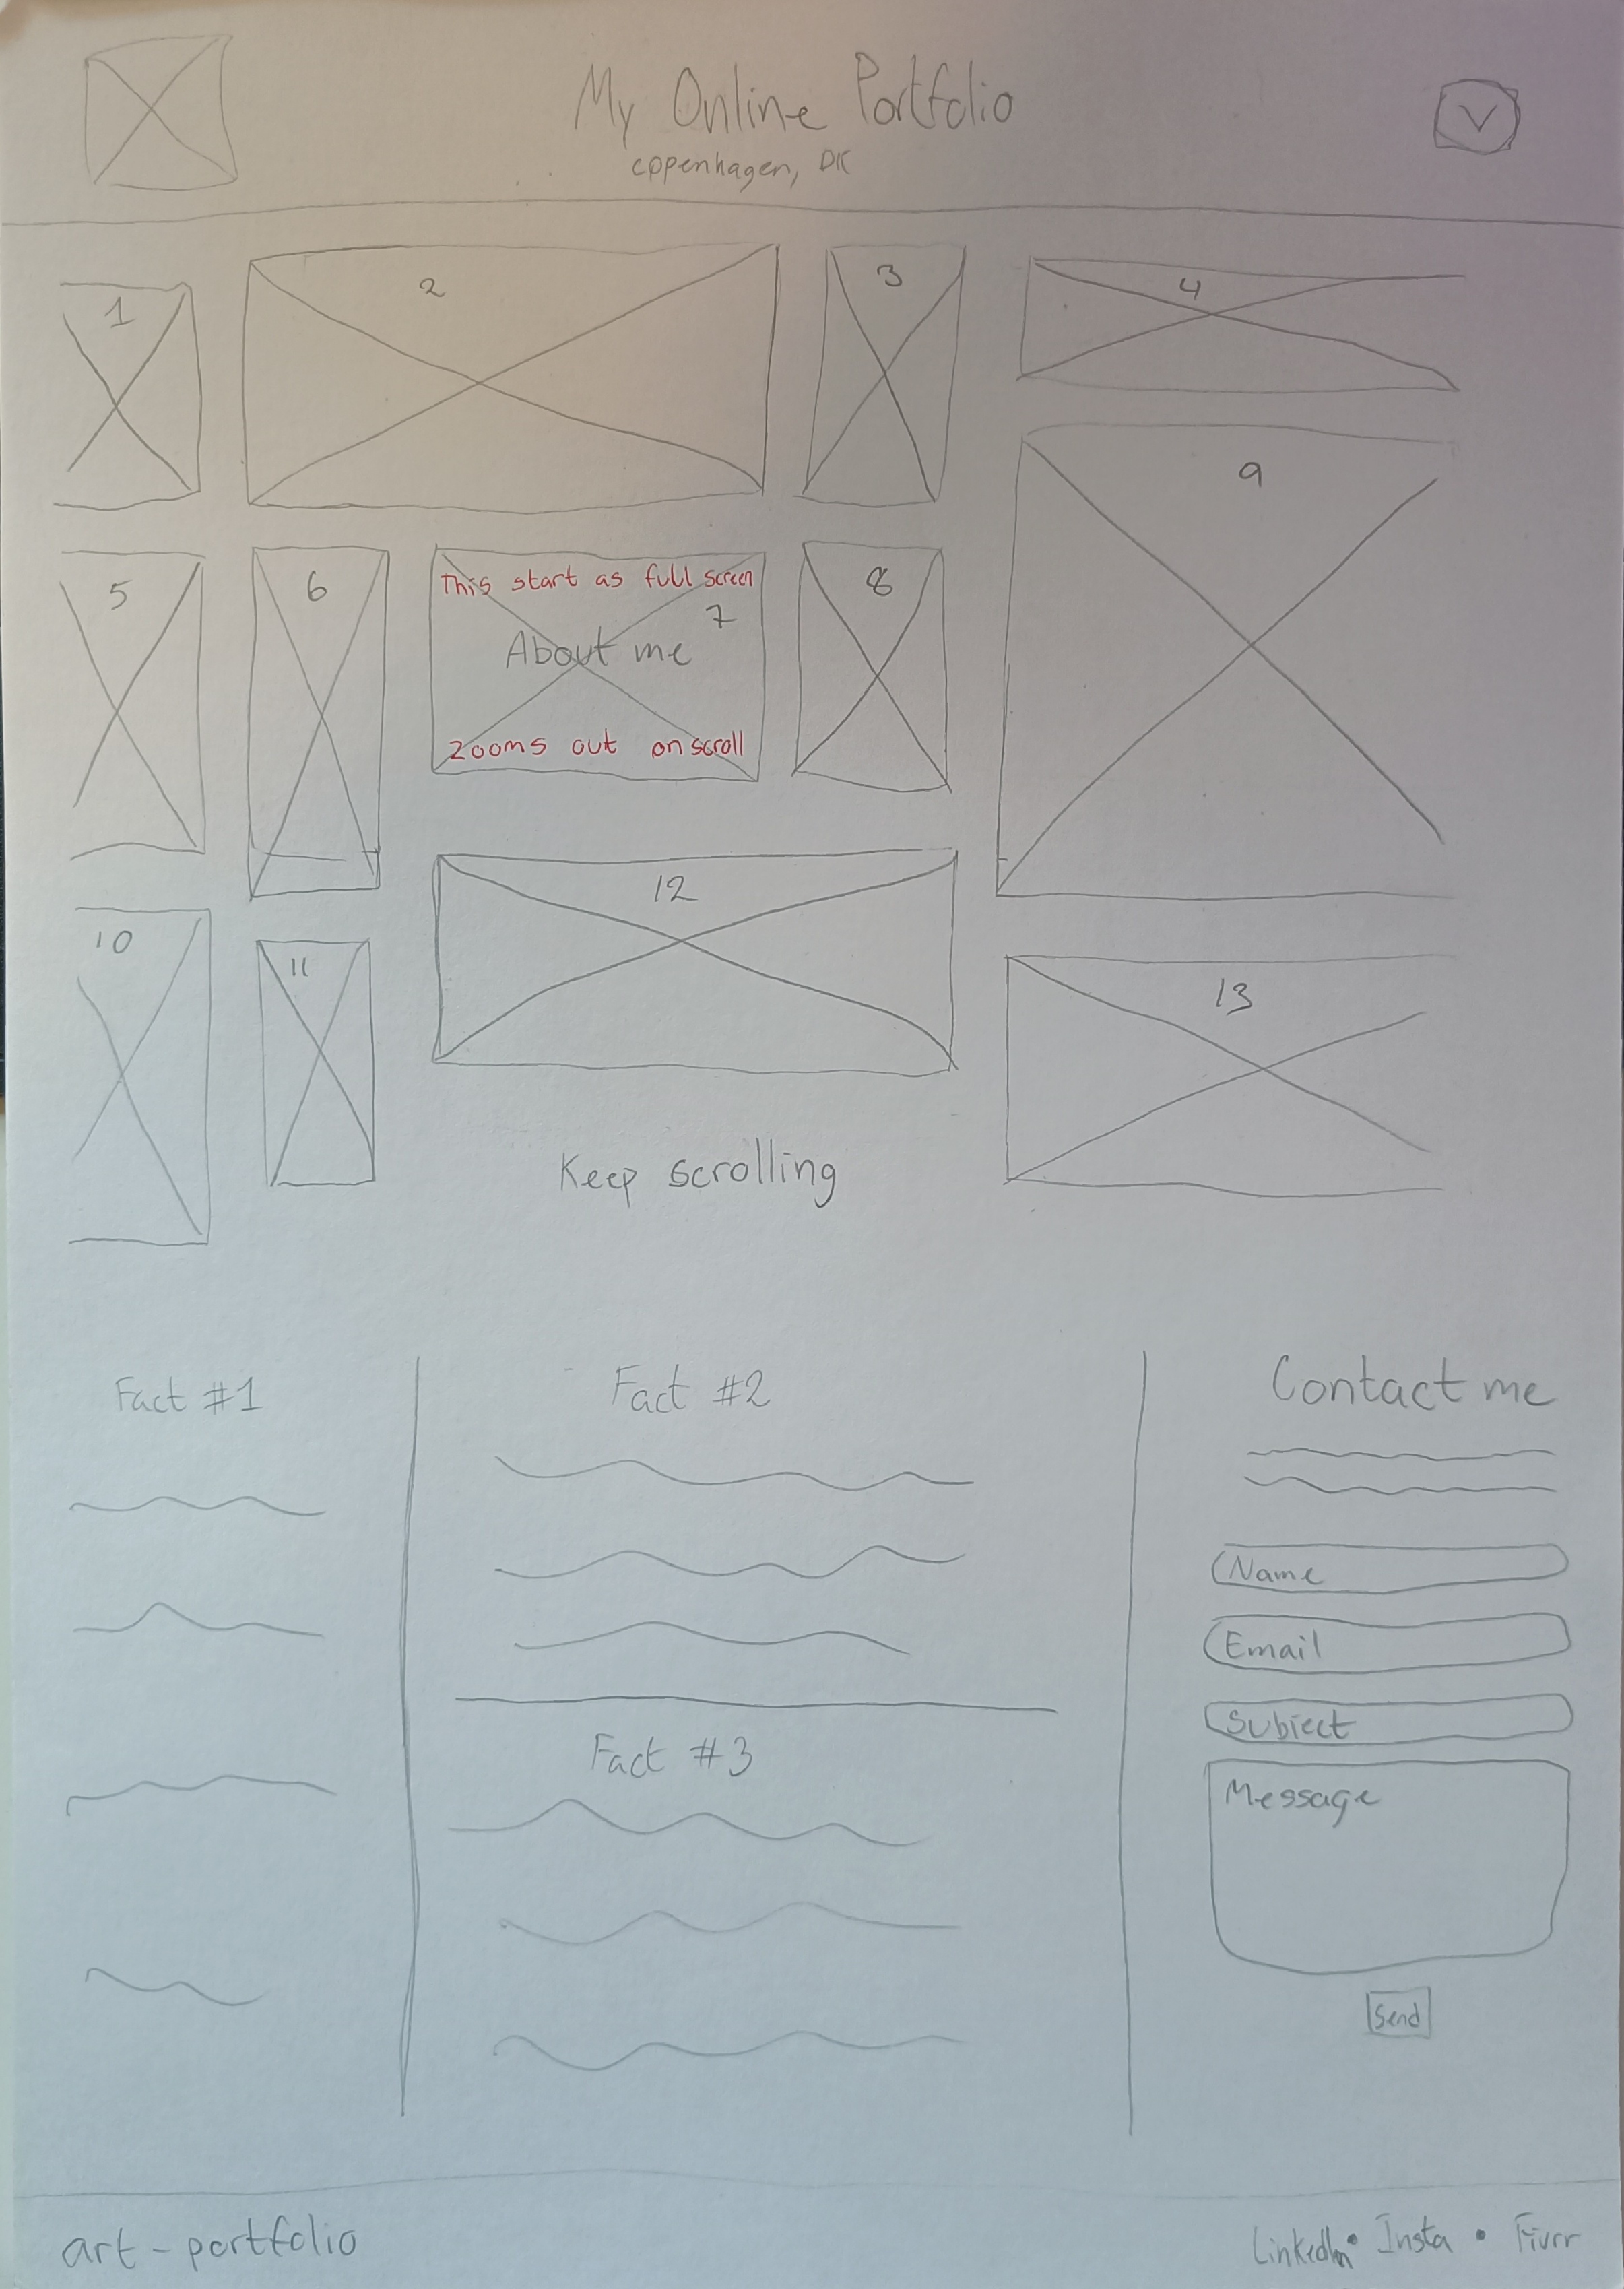 My Online Portfolio
copenhagen, DK
V
1
2
3
4
5
6
This start as full screen
7
About me
zooms out on scroll
8
9
10
11
12
13
Keep scrolling
Fact #1
Fact #2
Fact #3
Contact me
Name
Email
Subject
Message
Send
art-portfolio
LinkedIn • Insta • Fivrr